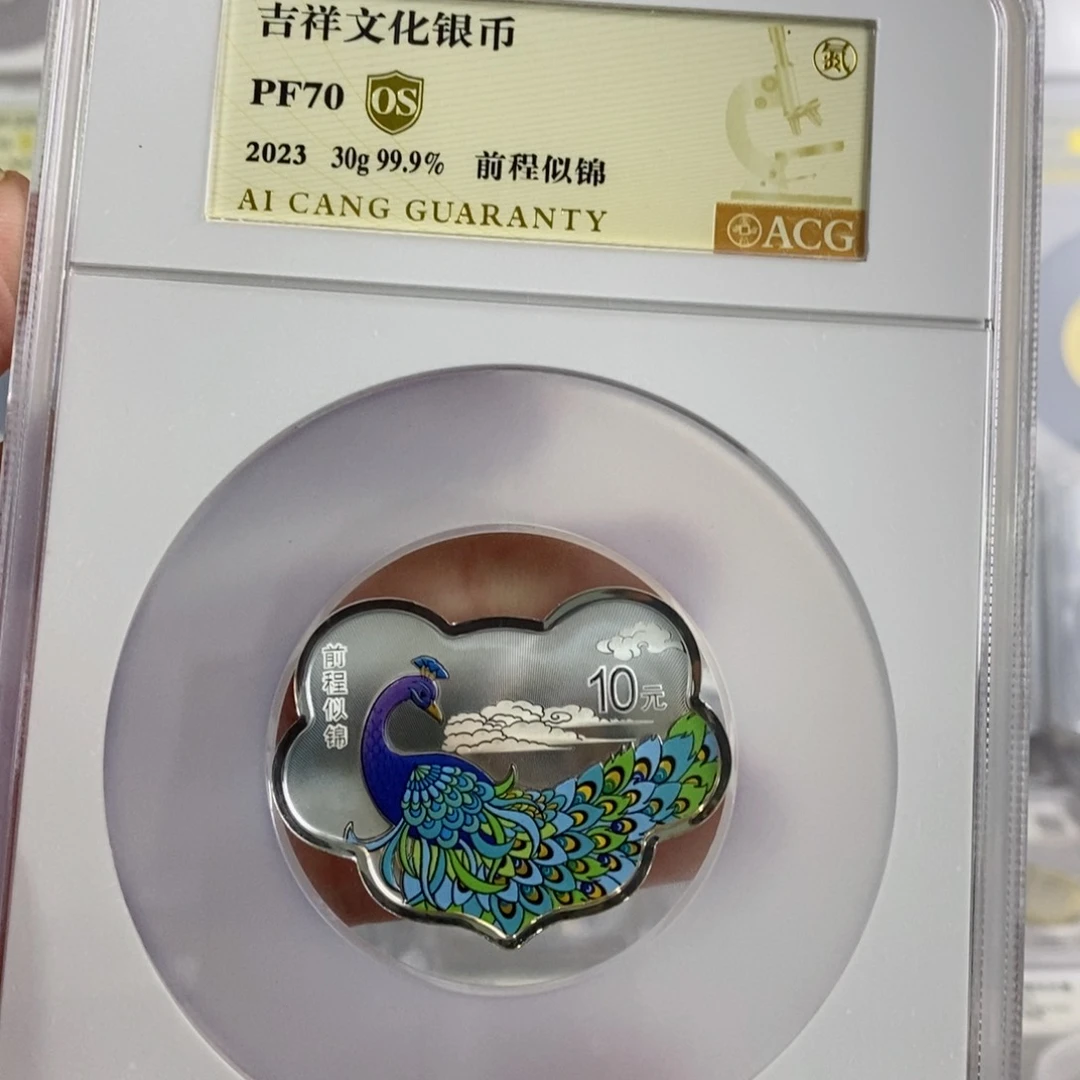 吉祥文化银币
氮
PF70 OS
2023 30g 99.9% 前程似锦
AI CANG GUARANTY
ACG
前程似锦
10元